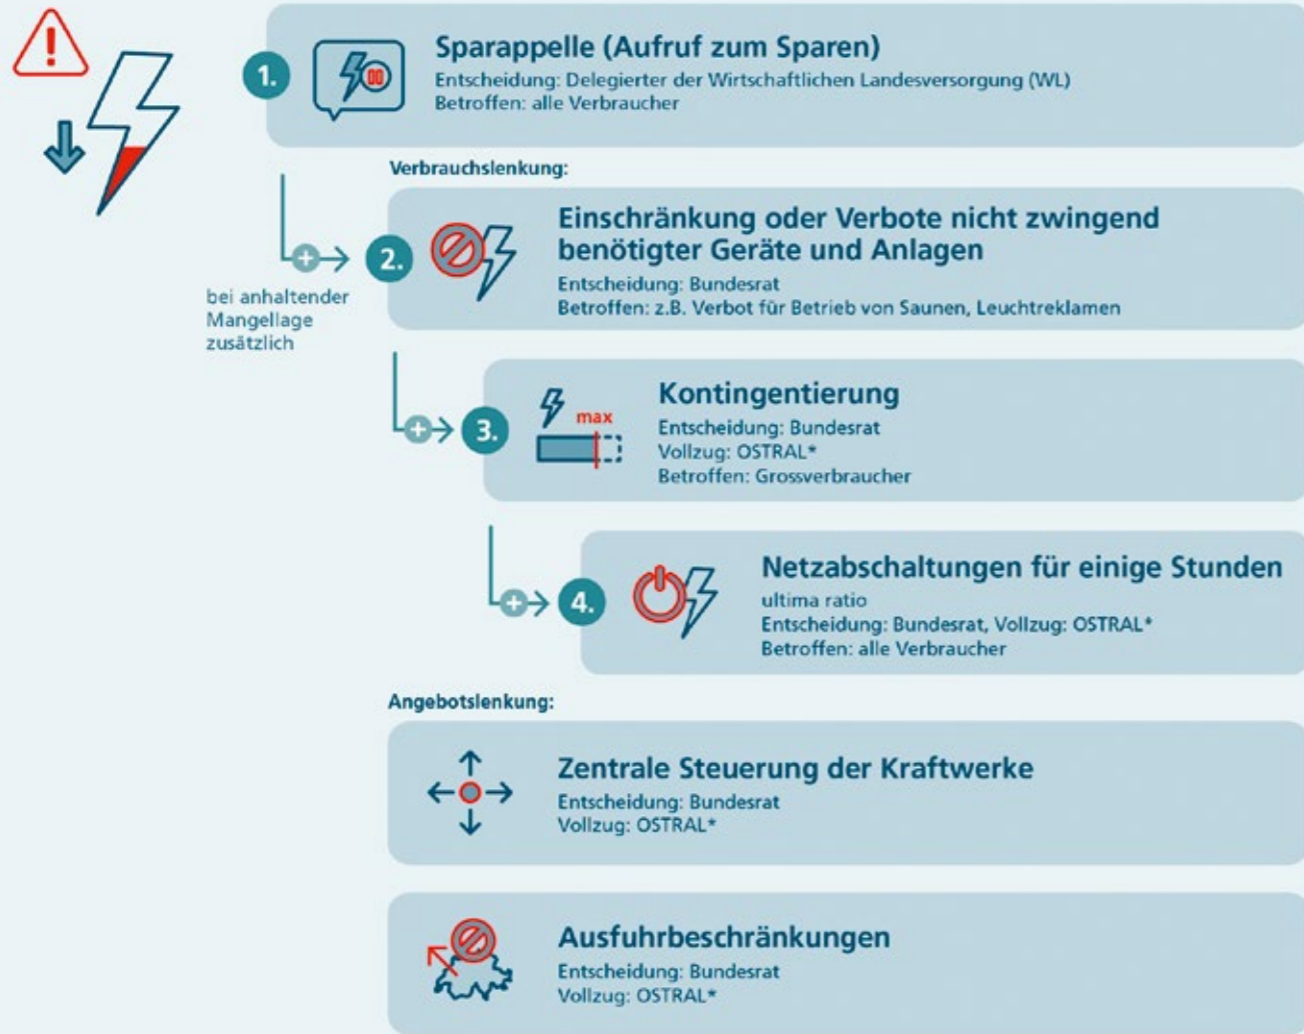 1.
Sparappelle (Aufruf zum Sparen)
Entscheidung: Delegierter der Wirtschaftlichen Landesversorgung (WL)
Betroffen: alle Verbraucher
Verbrauchslenkung:
bei anhaltender
Mangellage
zusätzlich
2.
Einschränkung oder Verbote nicht zwingend
benötigter Geräte und Anlagen
Entscheidung: Bundesrat
Betroffen: z.B. Verbot für Betrieb von Saunen, Leuchtreklamen
3.
max
Kontingentierung
Entscheidung: Bundesrat
Vollzug: OSTRAL*
Betroffen: Grossverbraucher
4.
Netzabschaltungen für einige Stunden
ultima ratio
Entscheidung: Bundesrat, Vollzug: OSTRAL*
Betroffen: alle Verbraucher
Angebotslenkung:
Zentrale Steuerung der Kraftwerke
Entscheidung: Bundesrat
Vollzug: OSTRAL*
Ausfuhrbeschränkungen
Entscheidung: Bundesrat
Vollzug: OSTRAL*